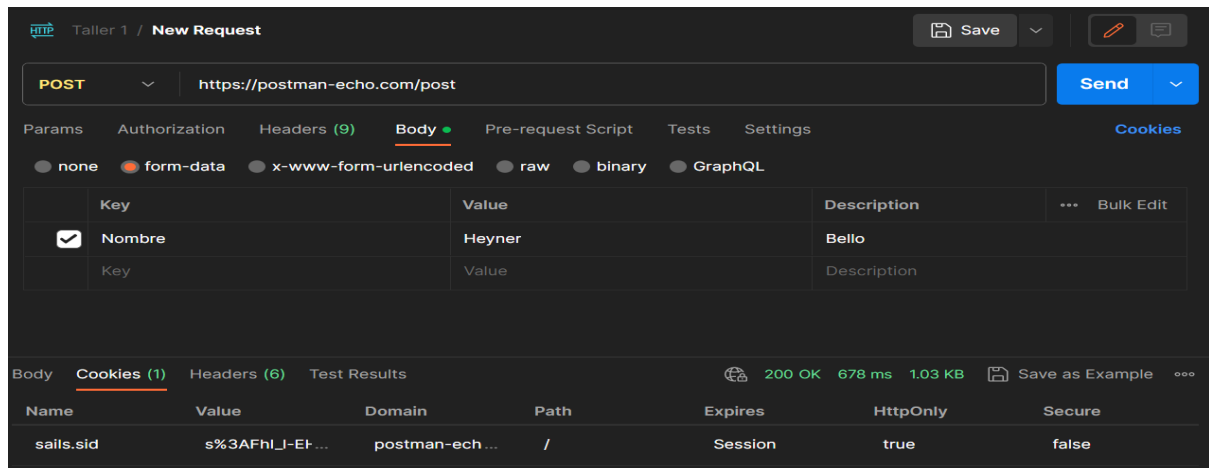 HTTP Taller 1 / New Request Save
POST https://postman-echo.com/post Send
Params Authorization Headers (9) Body Pre-request Script Tests Settings Cookies
none form-data x-www-form-urlencoded raw binary GraphQL
Key Value Description ••• Bulk Edit
Nombre Heyner Bello
Key Value Description
Body Cookies (1) Headers (6) Test Results 200 OK 678 ms 1.03 KB Save as Example
Name Value Domain Path Expires HttpOnly Secure
sails.sid s%3AFhI_I-EH... postman-ech... / Session true false